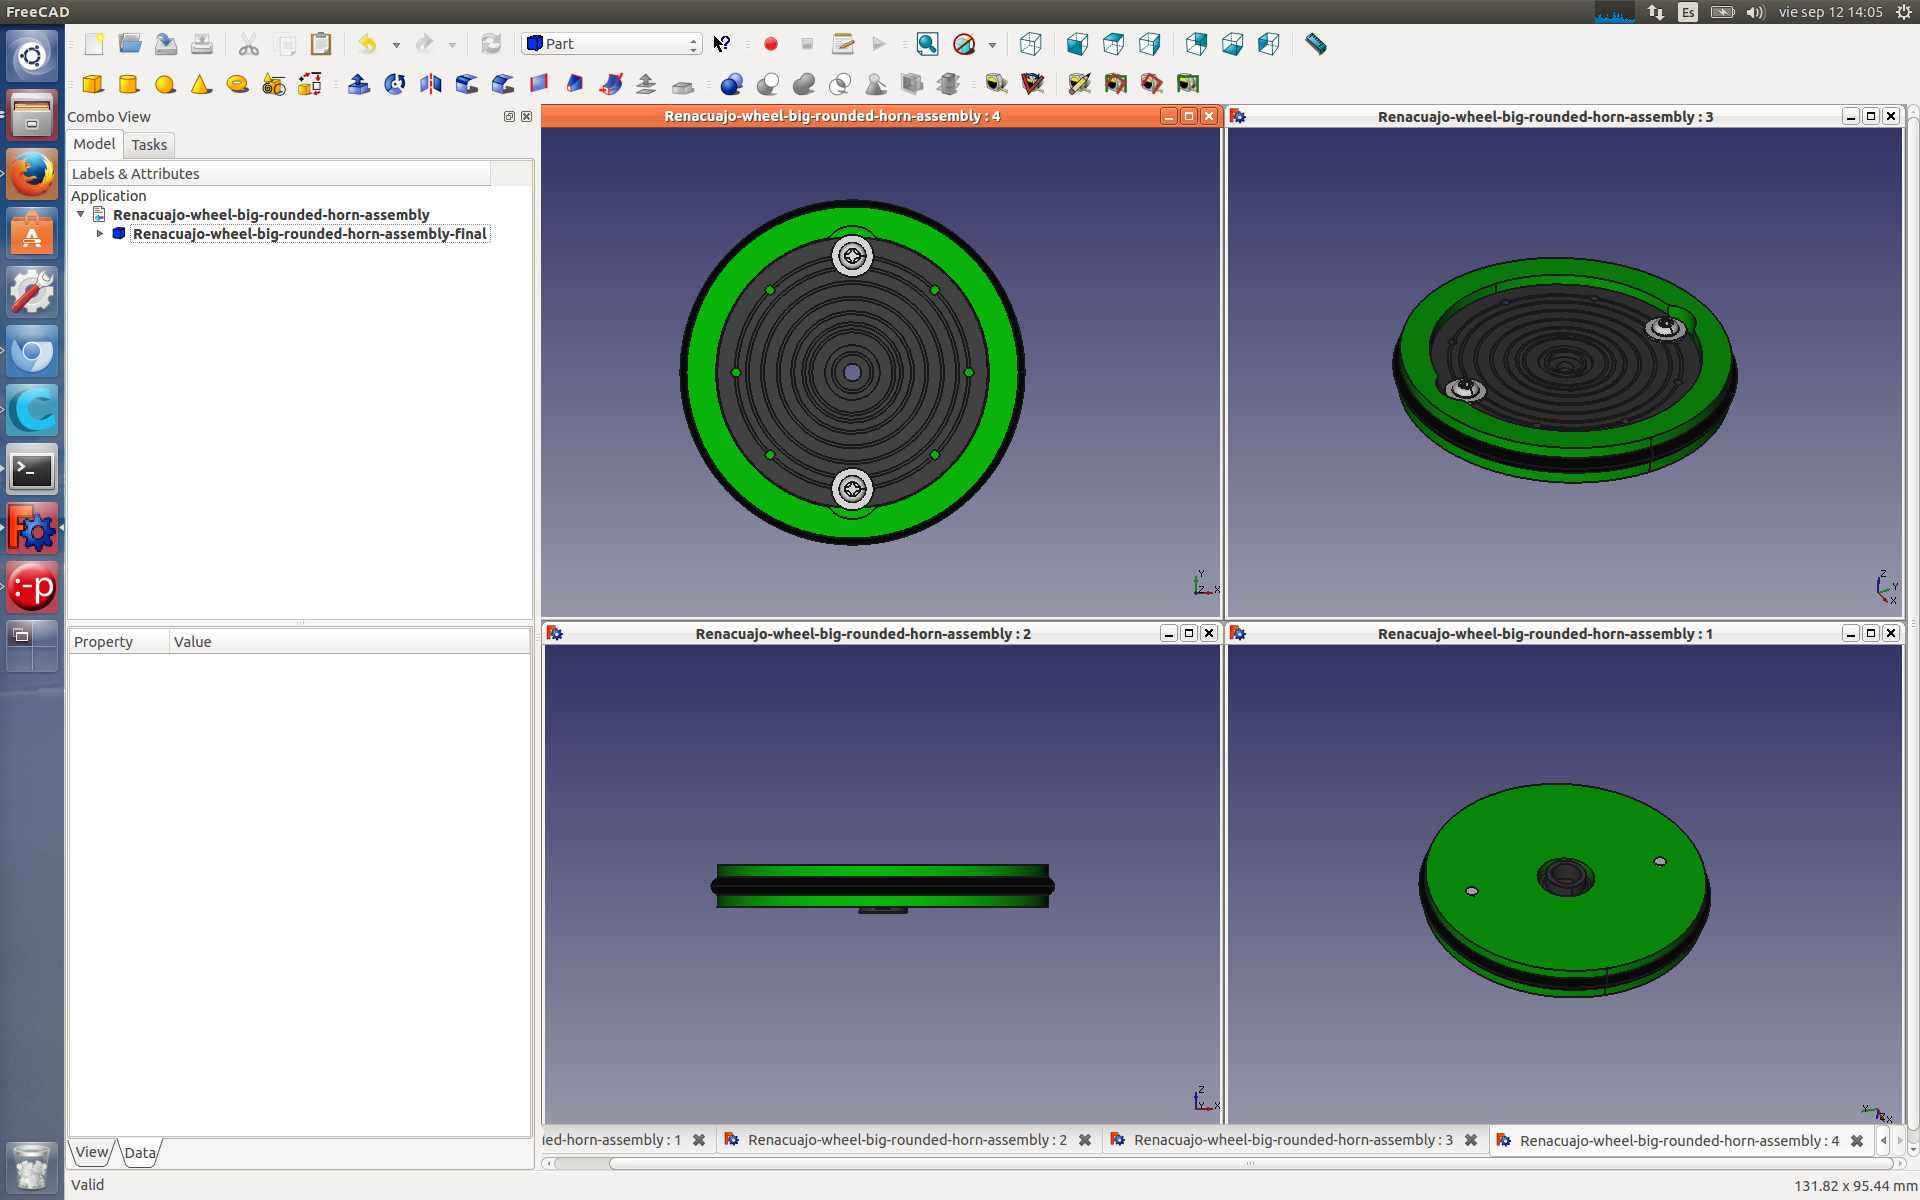 FreeCAD
Es
vie sep 12 14:05
Part
Combo View
Renacuajo-wheel-big-rounded-horn-assembly : 4
Renacuajo-wheel-big-rounded-horn-assembly : 3
Model
Tasks
Labels & Attributes
Application
Renacuajo-wheel-big-rounded-horn-assembly
Renacuajo-wheel-big-rounded-horn-assembly-final
Y
Z
X
Z
Y
X
Property
Value
Renacuajo-wheel-big-rounded-horn-assembly : 2
Renacuajo-wheel-big-rounded-horn-assembly : 1
:-p
Z
Y
X
Y
Z
X
View
Data
ed-horn-assembly : 1
Renacuajo-wheel-big-rounded-horn-assembly : 2
Renacuajo-wheel-big-rounded-horn-assembly : 3
Renacuajo-wheel-big-rounded-horn-assembly : 4
Valid
131.82 x 95.44 mm